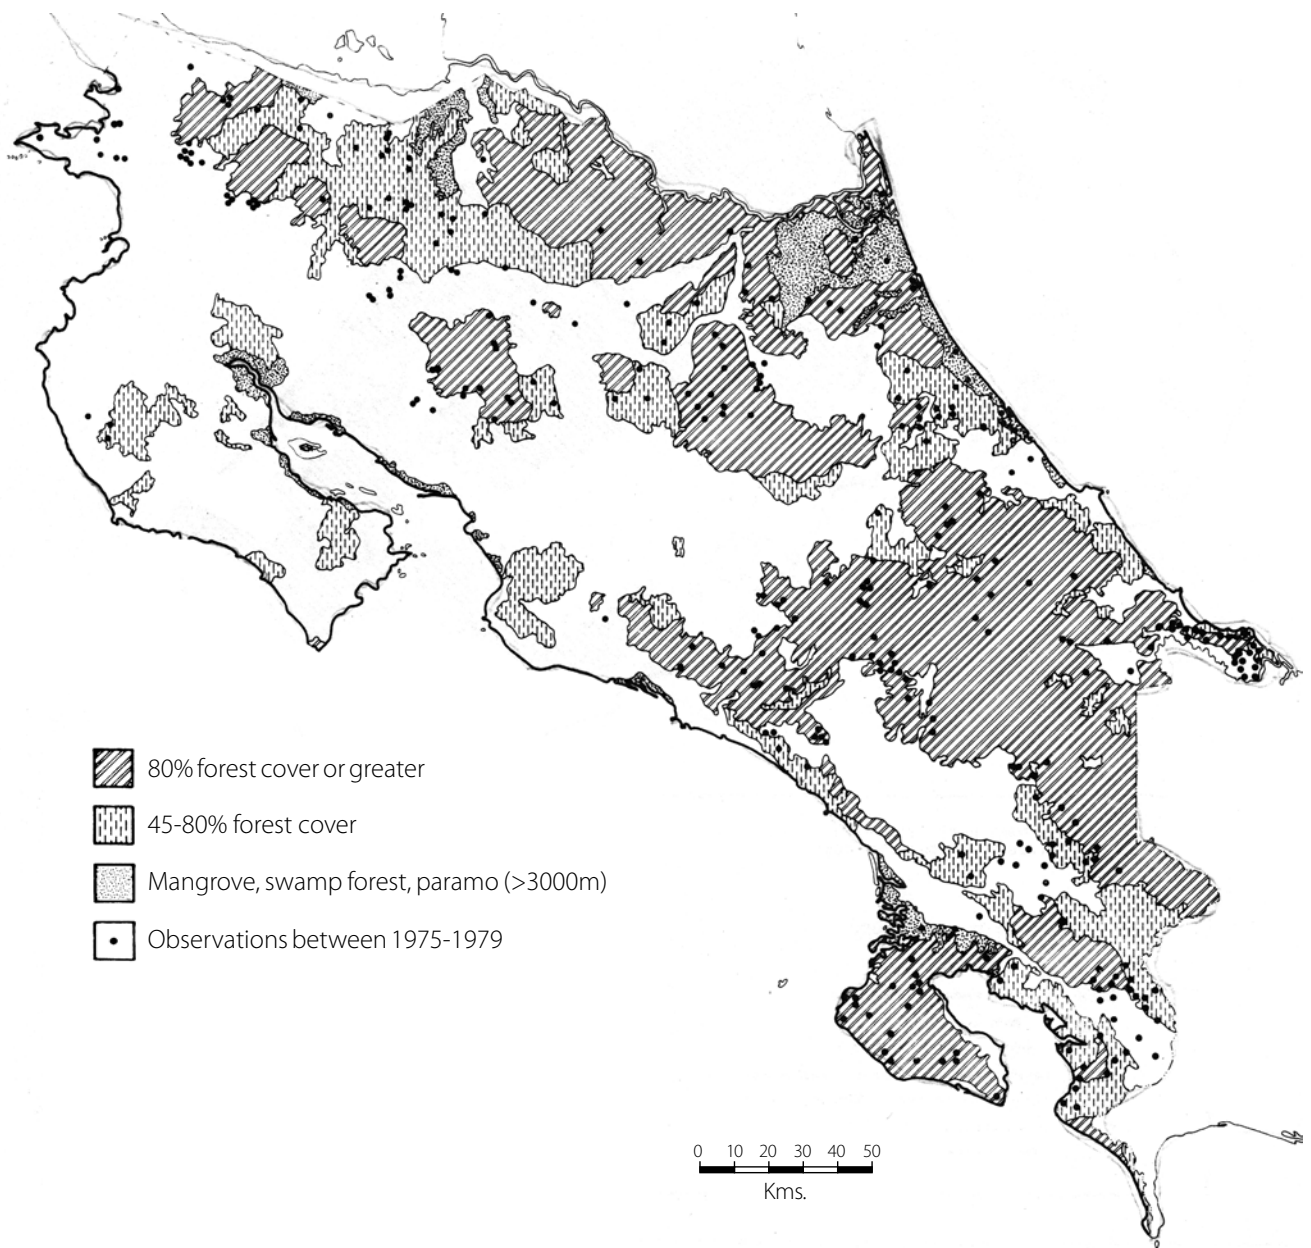 80% forest cover or greater
45-80% forest cover
Mangrove, swamp forest, paramo (>3000m)
Observations between 1975-1979
0 10 20 30 40 50
Kms.